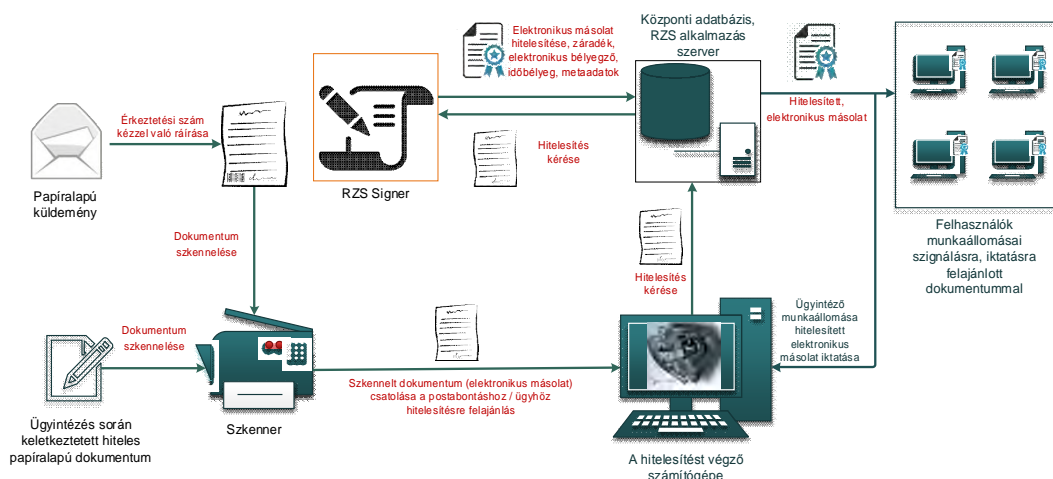 Elektronikus másolat
hitelesítése, záradék,
elektronikus bélyegző,
időbélyeg, metaadatok
Központi adatbázis,
RZS alkalmazás
szerver
Érkeztetési szám
kézzel való ráírása
Hitelesített,
elektronikus másolat
Hitelesítés
kérése
Papíralapú
küldemény
RZS Signer
Felhasználók
munkaállomásai
szignálásra, iktatásra
felajánlott
dokumentummal
Dokumentum
szkennelése
Hitelesítés
kérése
Ügyintéző
munkaállomása
hitelesített
elektronikus
másolat iktatása
Dokumentum
szkennelése
Szkennelt dokumentum (elektronikus másolat)
csatolása a postabontáshoz / ügyhöz
hitelesítésre felajánlás
Ügyintézés során
keletkeztetett hiteles
papíralapú dokumentum
Szkenner
A hitelesítést végző
számítógépe